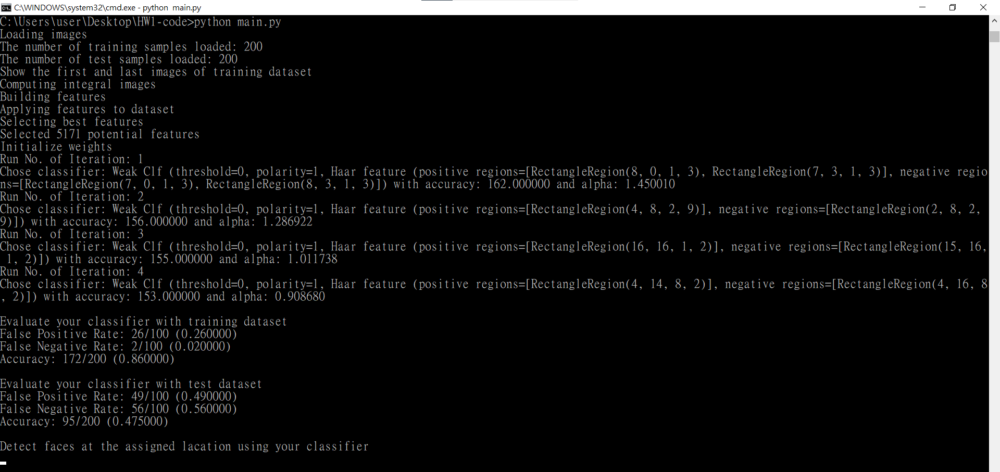 C:\WINDOWS\system32\cmd.exe - python  main.py
C:\Users\user\Desktop\HW1-code>python main.py
Loading images
The number of training samples loaded: 200
The number of test samples loaded: 200
Show the first and last images of training dataset
Computing integral images
Building features
Applying features to dataset
Selecting best features
Selected 5171 potential features
Initialize weights
Run No. of Iteration: 1
Chose classifier: Weak Clf (threshold=0, polarity=1, Haar feature (positive regions=[RectangleRegion(8, 0, 1, 3), RectangleRegion(7, 3, 1, 3)], negative regio
ns=[RectangleRegion(7, 0, 1, 3), RectangleRegion(8, 3, 1, 3)]) with accuracy: 162.000000 and alpha: 1.450010
Run No. of Iteration: 2
Chose classifier: Weak Clf (threshold=0, polarity=1, Haar feature (positive regions=[RectangleRegion(4, 8, 2, 9)], negative regions=[RectangleRegion(2, 8, 2,
9)]) with accuracy: 156.000000 and alpha: 1.286922
Run No. of Iteration: 3
Chose classifier: Weak Clf (threshold=0, polarity=1, Haar feature (positive regions=[RectangleRegion(16, 16, 1, 2)], negative regions=[RectangleRegion(15, 16,
 1, 2)]) with accuracy: 155.000000 and alpha: 1.011738
Run No. of Iteration: 4
Chose classifier: Weak Clf (threshold=0, polarity=1, Haar feature (positive regions=[RectangleRegion(4, 14, 8, 2)], negative regions=[RectangleRegion(4, 16, 8
, 2)]) with accuracy: 153.000000 and alpha: 0.908680
Evaluate your classifier with training dataset
False Positive Rate: 26/100 (0.260000)
False Negative Rate: 2/100 (0.020000)
Accuracy: 172/200 (0.860000)
Evaluate your classifier with test dataset
False Positive Rate: 49/100 (0.490000)
False Negative Rate: 56/100 (0.560000)
Accuracy: 95/200 (0.475000)
Detect faces at the assigned lacation using your classifier